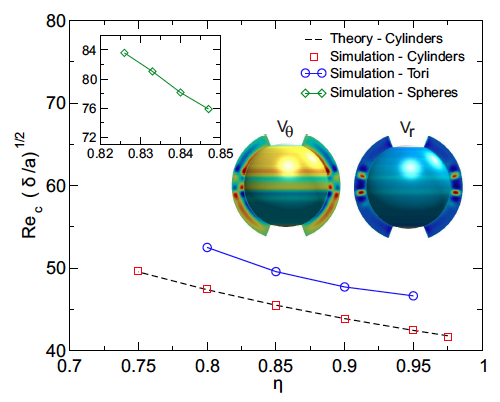 80
70
60
50
40
Re_c ( δ/a)^1/2
0.7
0.75
0.8
0.85
0.9
0.95
1
η
84
80
76
72
0.82
0.83
0.84
0.85
Theory - Cylinders
Simulation - Cylinders
Simulation - Tori
Simulation - Spheres
V_θ
V_r